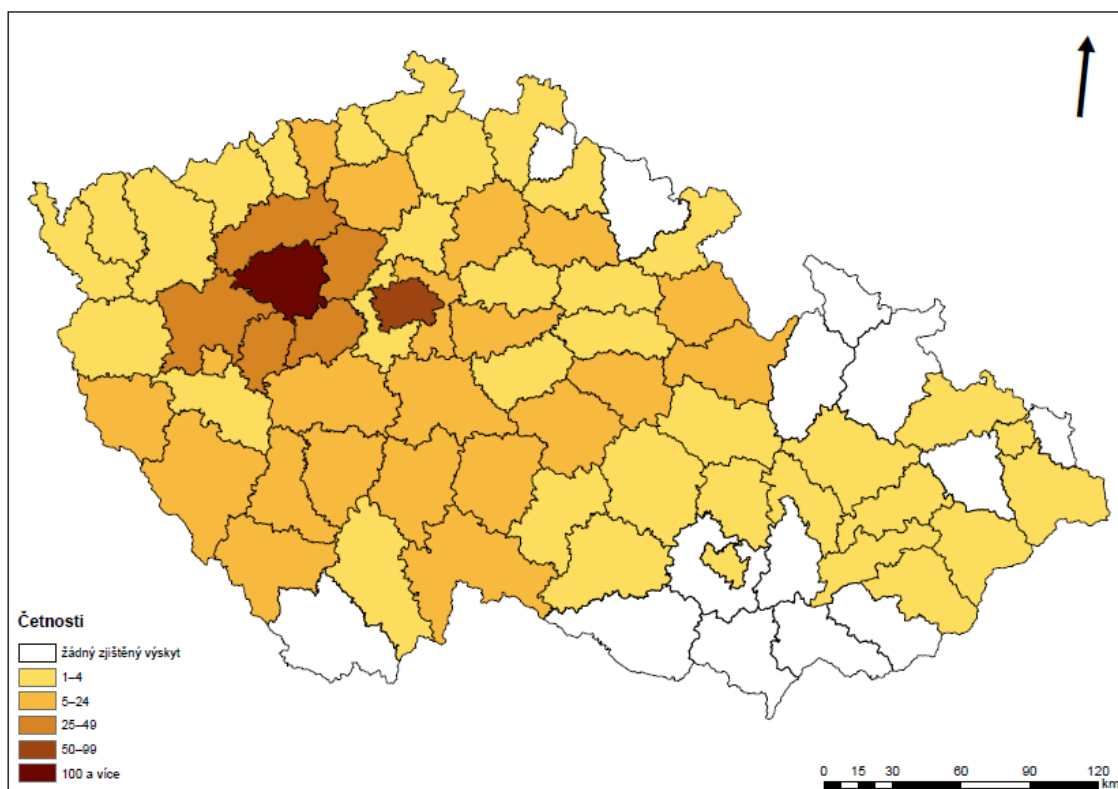 Četnosti
žádný zjištěný výskyt
1–4
5–24
25–49
50–99
100 a více
0 15 30 60 90 120
km